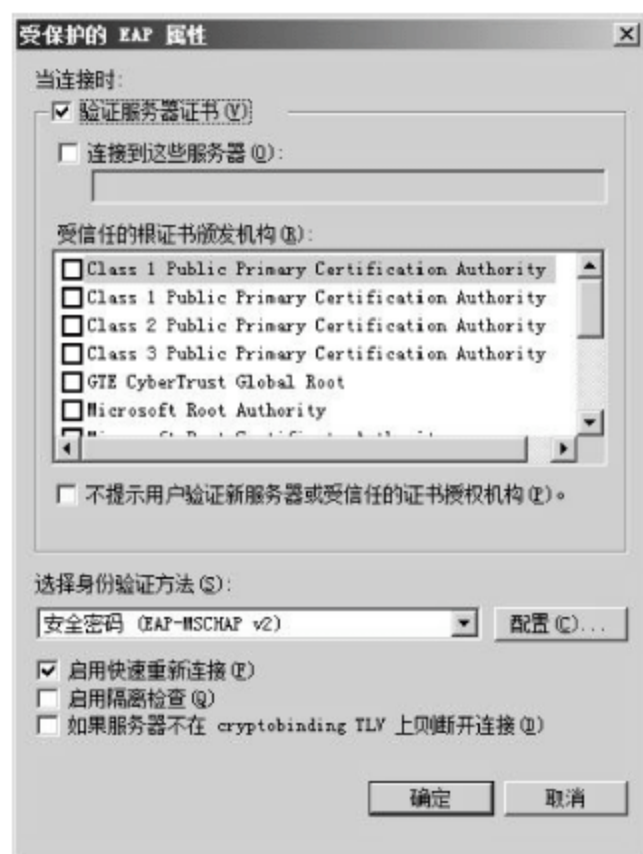 受保护的 EAP 属性
当连接时:
验证服务器证书(V)
连接到这些服务器(O):
受信任的根证书颁发机构(R):
Class 1 Public Primary Certification Authority
Class 1 Public Primary Certification Authority
Class 2 Public Primary Certification Authority
Class 3 Public Primary Certification Authority
GTE CyberTrust Global Root
Microsoft Root Authority
不提示用户验证新服务器或受信任的证书授权机构(P)。
选择身份验证方法(S):
安全密码 (EAP-MSCHAP v2)
配置(C)...
启用快速重新连接(F)
启用隔离检查(Q)
如果服务器不在 cryptobinding TLV 上则断开连接(D)
确定
取消